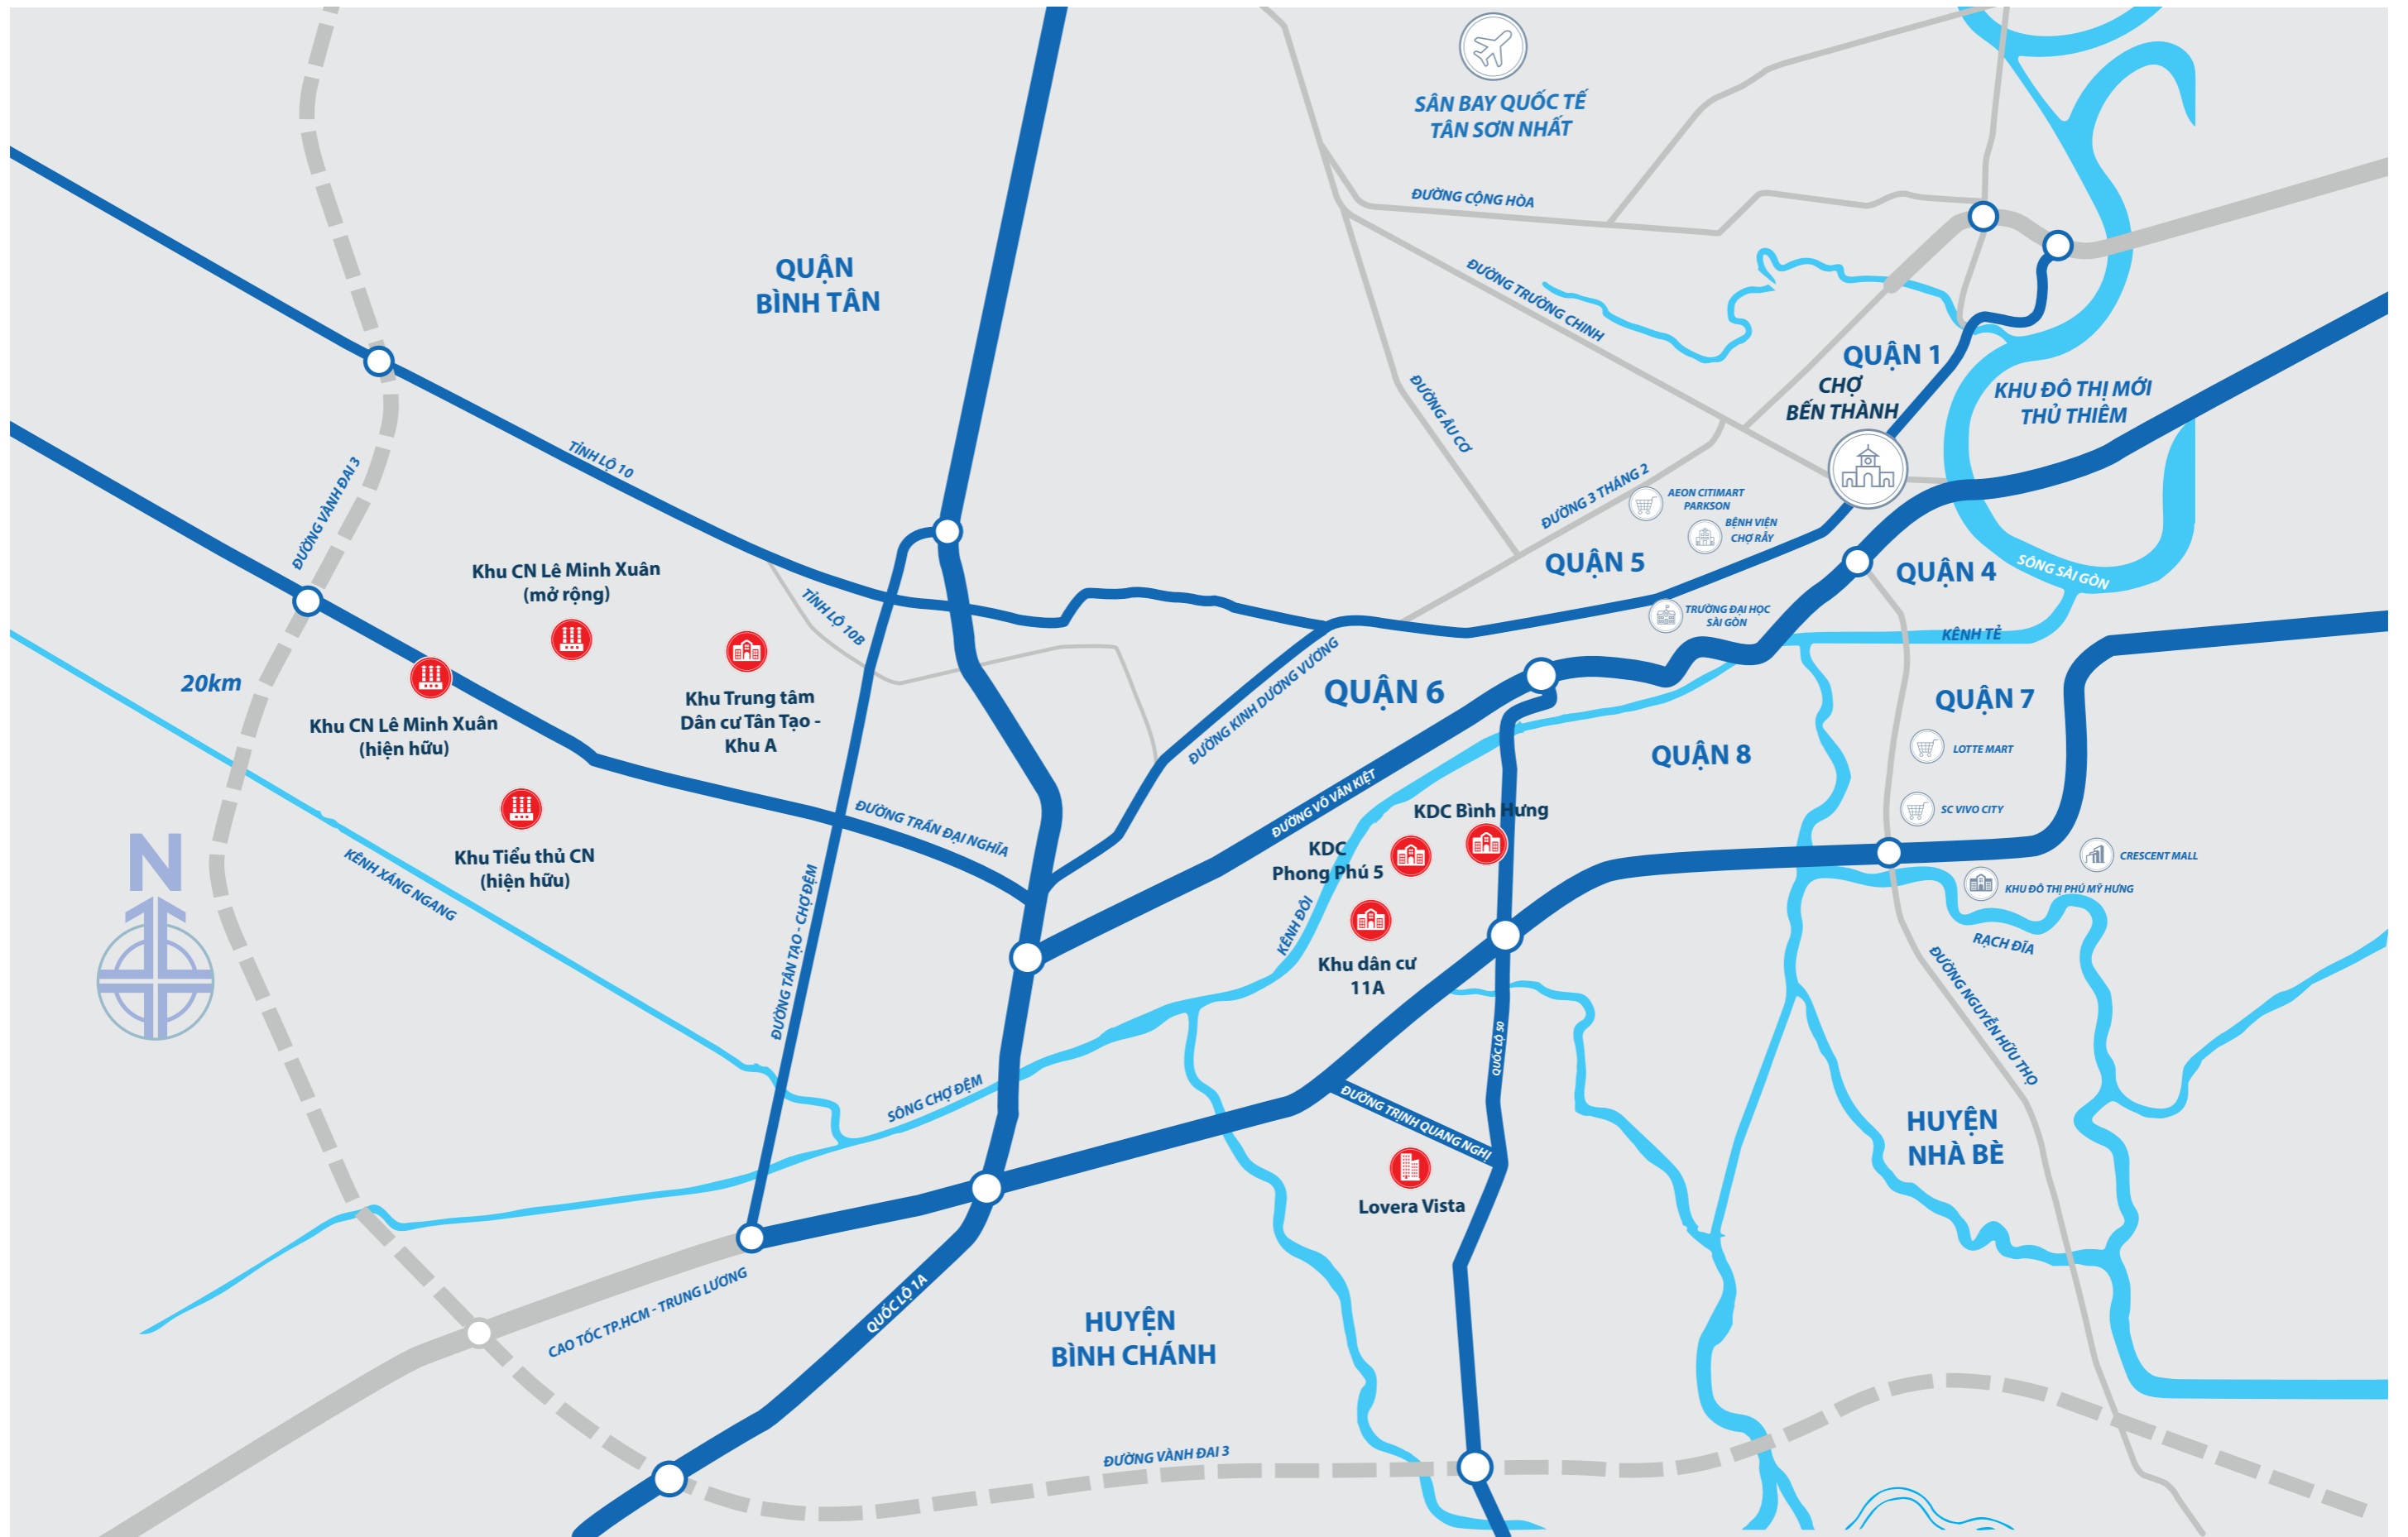 SÂN BAY QUỐC TẾ
TÂN SƠN NHẤT
ĐƯỜNG CỘNG HÒA
QUẬN
BÌNH TÂN
ĐƯỜNG TRƯỜNG CHINH
QUẬN 1
CHỢ
BẾN THÀNH
KHU ĐÔ THỊ MỚI
THỦ THIÊM
ĐƯỜNG ÂU CƠ
TỈNH LỘ 10
ĐƯỜNG VÀNH ĐAI 3
ĐƯỜNG 3 THÁNG 2
AEON CITIMART
PARKSON
BỆNH VIỆN
CHỢ RẪY
QUẬN 5
QUẬN 4
SÔNG SÀI GÒN
Khu CN Lê Minh Xuân
(mở rộng)
TỈNH LỘ 10B
TRƯỜNG ĐẠI HỌC
SÀI GÒN
KÊNH TẺ
20km
Khu CN Lê Minh Xuân
(hiện hữu)
Khu Trung tâm
Dân cư Tân Tạo -
Khu A
ĐƯỜNG KINH DƯƠNG VƯƠNG
QUẬN 6
QUẬN 7
QUẬN 8
LOTTE MART
SC VIVO CITY
ĐƯỜNG VÕ VĂN KIỆT
KDC Bình Hưng
ĐƯỜNG TRẦN ĐẠI NGHĨA
KDC
Phong Phú 5
CRESCENT MALL
KHU ĐÔ THỊ PHÚ MỸ HƯNG
Khu Tiểu thủ CN
(hiện hữu)
N
KÊNH XÁNG NGANG
ĐƯỜNG TÂN TẠO - CHỢ ĐỆM
KÊNH ĐÔI
RẠCH ĐĨA
Khu dân cư
11A
ĐƯỜNG NGUYỄN HỮU THỌ
QUỐC LỘ 50
SÔNG CHỢ ĐỆM
ĐƯỜNG TRỊNH QUANG NGHỊ
HUYỆN
NHÀ BÈ
Lovera Vista
CAO TỐC TP.HCM - TRUNG LƯƠNG
QUỐC LỘ 1A
HUYỆN
BÌNH CHÁNH
ĐƯỜNG VÀNH ĐAI 3